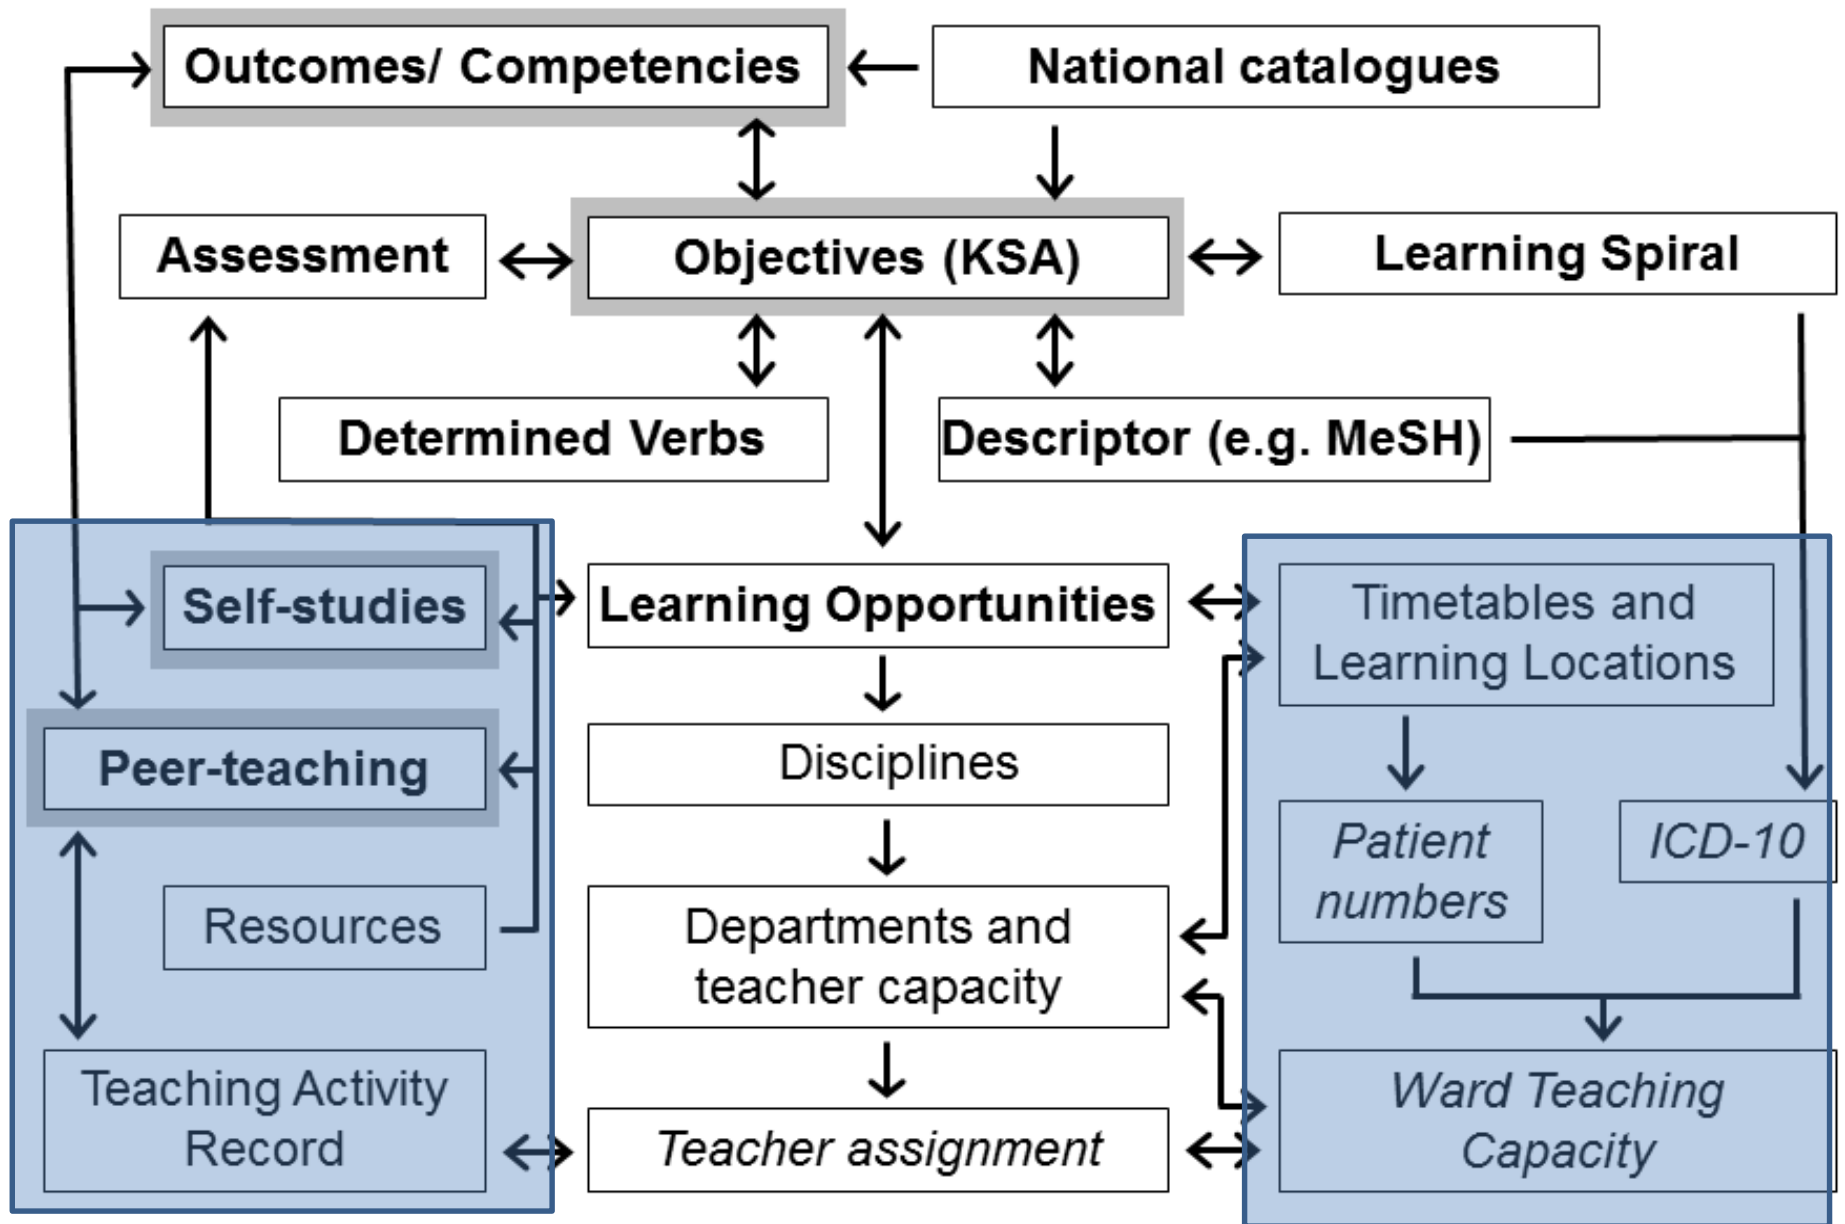 Outcomes/ Competencies
National catalogues
Assessment
Objectives (KSA)
Learning Spiral
Determined Verbs
Descriptor (e.g. MeSH)
Self-studies
Learning Opportunities
Timetables and
Learning Locations
Peer-teaching
Disciplines
Patient
numbers
ICD-10
Resources
Departments and
teacher capacity
Teaching Activity
Record
Teacher assignment
Ward Teaching
Capacity